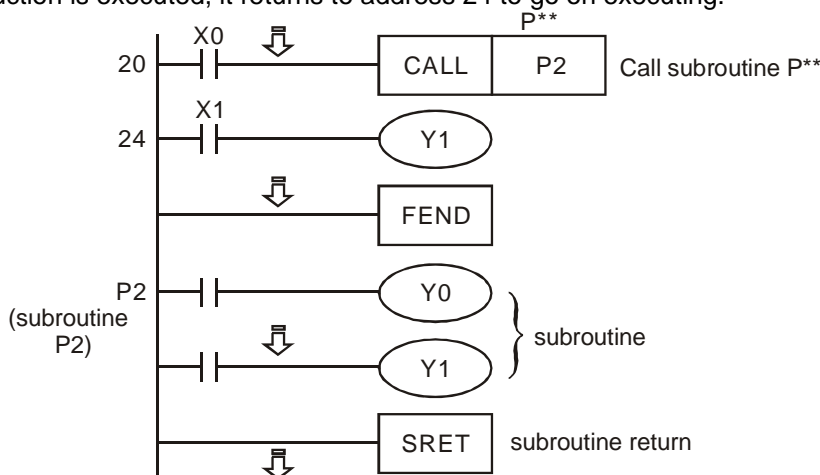 ction is executed, it returns to address 24 to go on executing.
P**
X0
20 CALL P2 Call subroutine P**
X1
24 Y1
FEND
P2 Y0
(subroutine
P2)
subroutine
Y1
SRET subroutine return